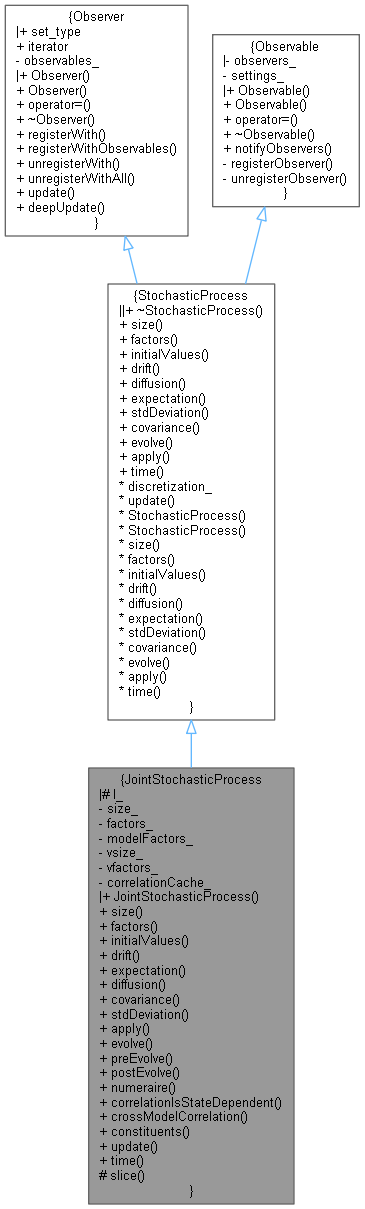 {Observer
|+ set_type
+ iterator
- observables_
|+ Observer()
+ Observer()
+ operator=()
+ ~Observer()
+ registerWith()
+ registerWithObservables()
+ unregisterWith()
+ unregisterWithAll()
+ update()
+ deepUpdate()
}
{Observable
|- observers_
- settings_
|+ Observable()
+ Observable()
+ operator=()
+ ~Observable()
+ notifyObservers()
- registerObserver()
- unregisterObserver()
}
{StochasticProcess
||+ ~StochasticProcess()
+ size()
+ factors()
+ initialValues()
+ drift()
+ diffusion()
+ expectation()
+ stdDeviation()
+ covariance()
+ evolve()
+ apply()
+ time()
* discretization_
* update()
* StochasticProcess()
* StochasticProcess()
* size()
* factors()
* initialValues()
* drift()
* diffusion()
* expectation()
* stdDeviation()
* covariance()
* evolve()
* apply()
* time()
}
{JointStochasticProcess
|# l_
- size_
- factors_
- modelFactors_
- vsize_
- vfactors_
- correlationCache_
|+ JointStochasticProcess()
+ size()
+ factors()
+ initialValues()
+ drift()
+ expectation()
+ diffusion()
+ covariance()
+ stdDeviation()
+ apply()
+ evolve()
+ preEvolve()
+ postEvolve()
+ numeraire()
+ correlationIsStateDependent()
+ crossModelCorrelation()
+ constituents()
+ update()
+ time()
# slice()
}